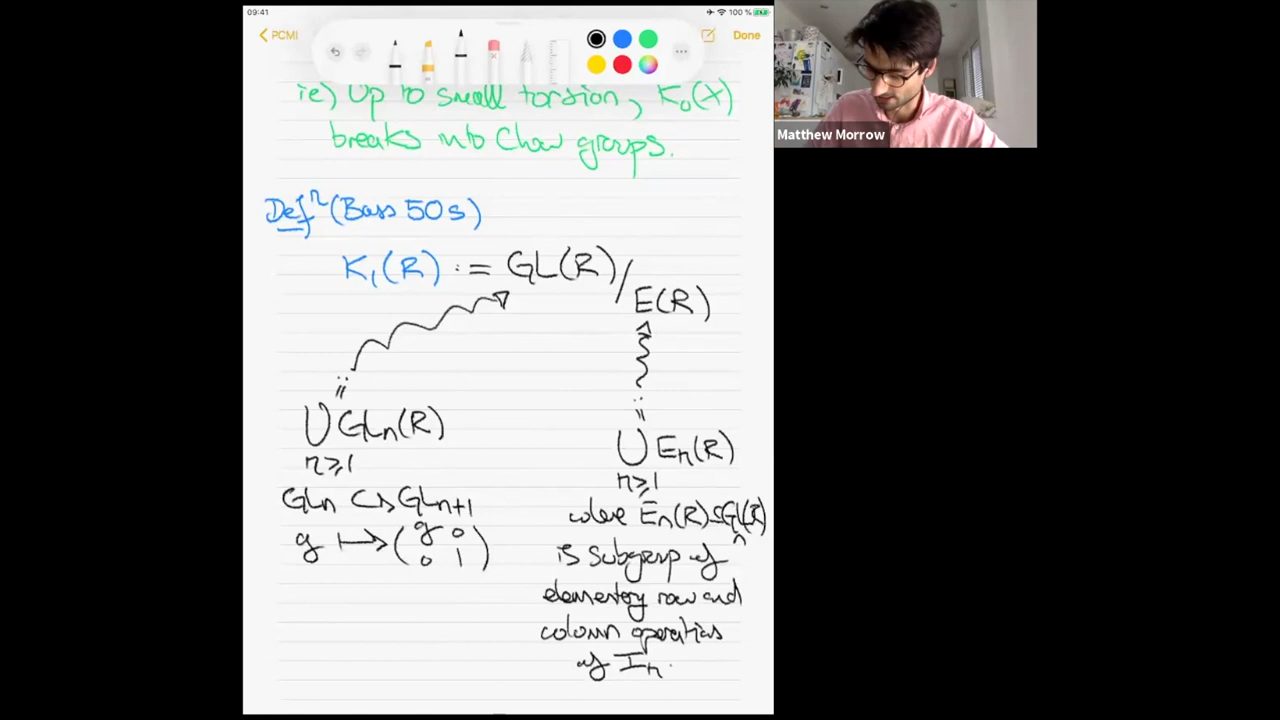 09:41
100 %
PCMI
Done
ie) Up to small torsion, K₀(X)
breaks into Chow groups.
Matthew Morrow
Defⁿ (Bass 50s)
K₁(R) := GL(R)/E(R)
⋃ GLn(R)
n≥1
⋃ En(R)
n≥1
GLn ↪ GLn+1
g ↦ (g 0
0 1)
where En(R) ⊆ GLn(R)
is subgroup of
elementary row and
column operations
of In.